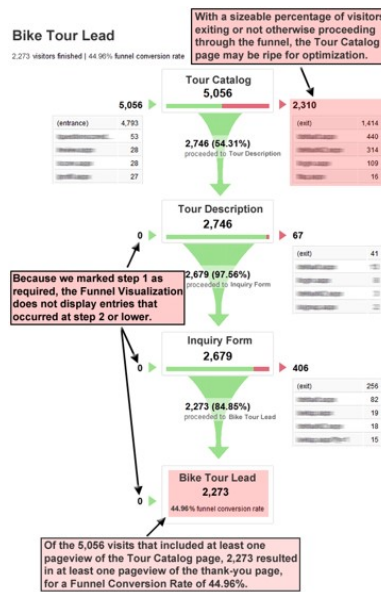 With a sizeable percentage of visitors
exiting or not otherwise proceeding
through the funnel, the Tour Catalog
page may be ripe for optimization.
Bike Tour Lead
2,273 visitors finished | 44.96% funnel conversion rate
Tour Catalog
5,056
5,056
2,310
(entrance) 4,793
53
28
28
27
(exit) 1,414
440
314
109
16
2,746 (54.31%)
proceeded to Tour Description
Tour Description
2,746
0
67
(exit) 41
2,679 (97.56%)
proceeded to Inquiry Form
Because we marked step 1 as
required, the Funnel Visualization
does not display entries that
occurred at step 2 or lower.
Inquiry Form
2,679
0
406
(exit) 256
82
19
18
15
2,273 (84.85%)
proceeded to Bike Tour Lead
Bike Tour Lead
2,273
0
44.96% funnel conversion rate
Of the 5,056 visits that included at least one
pageview of the Tour Catalog page, 2,273 resulted
in at least one pageview of the thank-you page,
for a Funnel Conversion Rate of 44.96%.